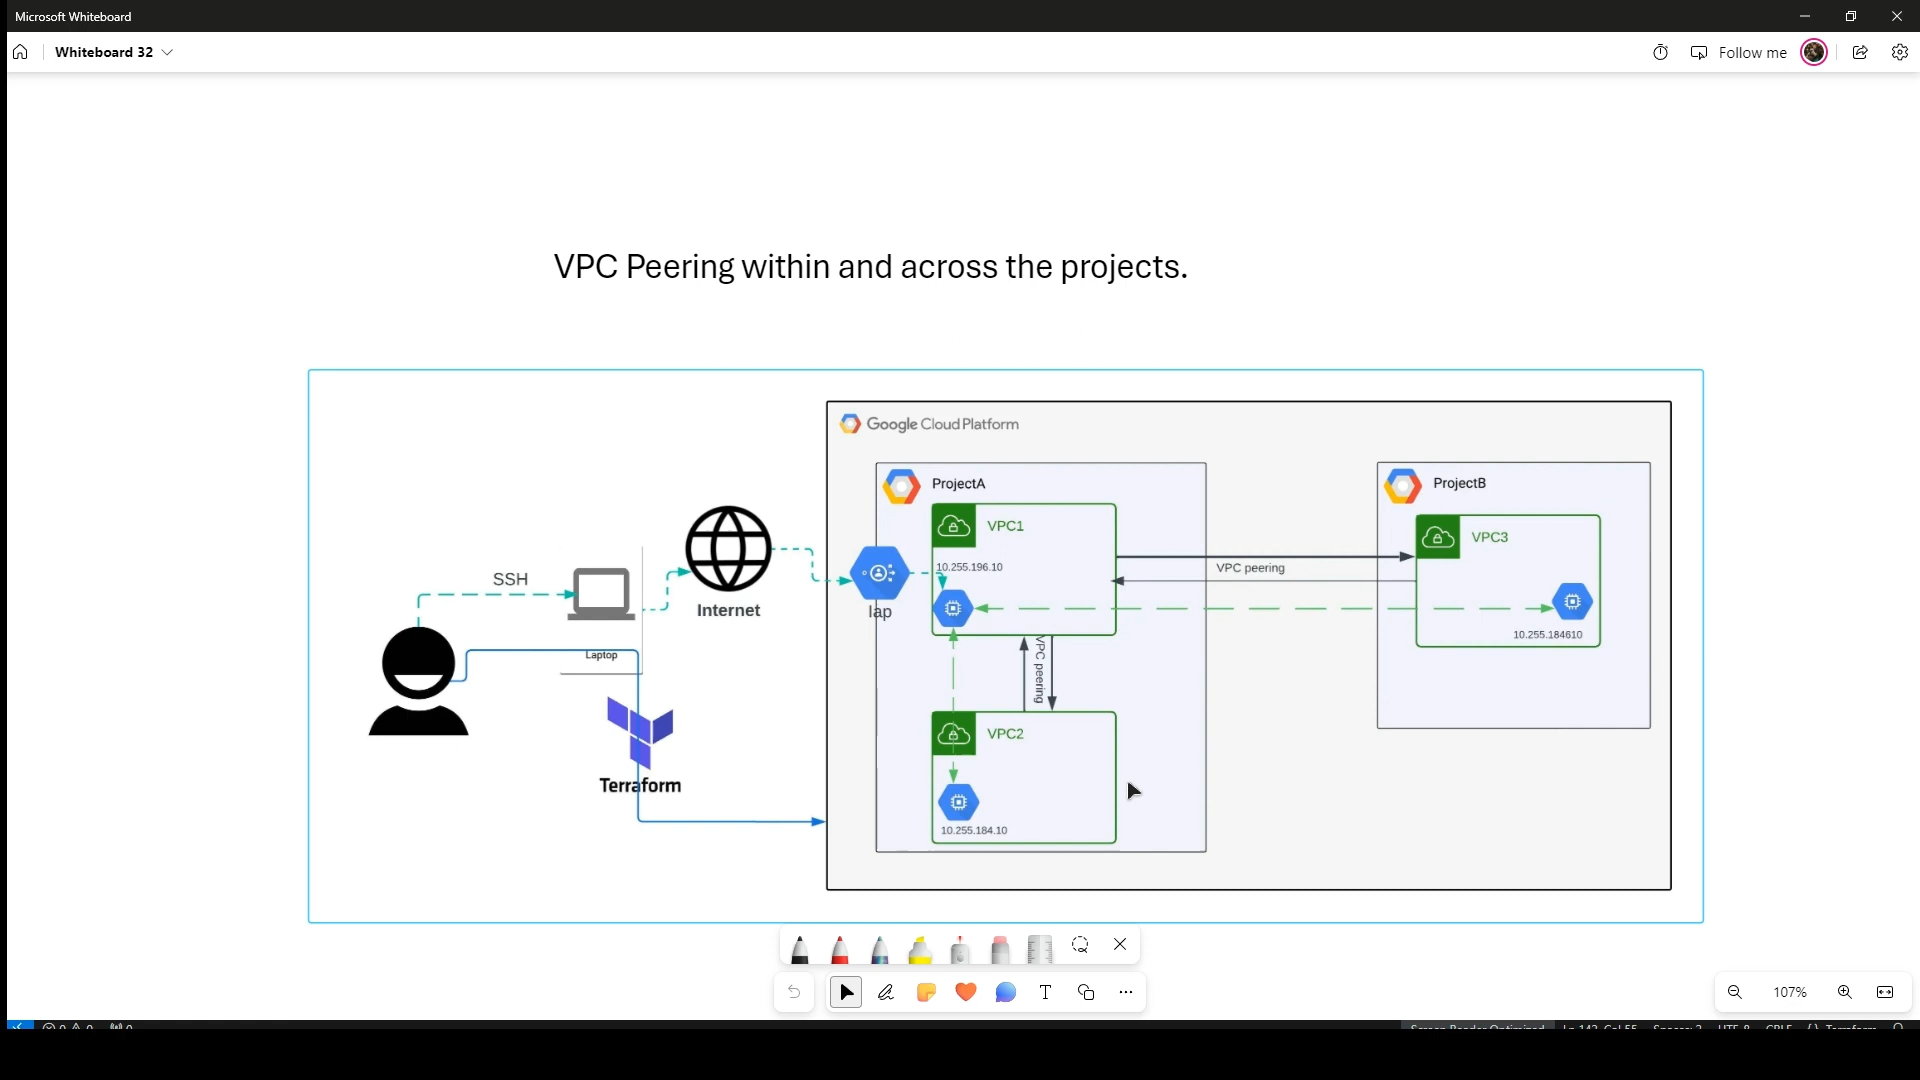 Microsoft Whiteboard
Whiteboard 32
Follow me
VPC Peering within and across the projects.
Google Cloud Platform
ProjectA
ProjectB
VPC1
VPC3
10.255.196.10
VPC peering
SSH
Internet
Iap
10.255.184610
Laptop
VPC peering
VPC2
Terraform
10.255.184.10
107%